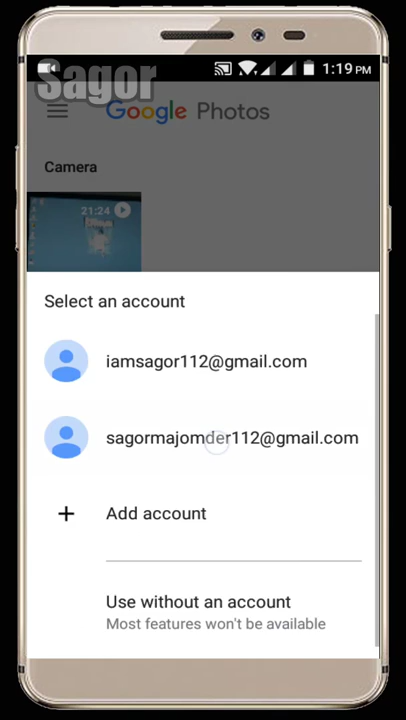 Sagor
1:19 PM
Google Photos
Camera
21:24
Select an account
iamsagor112@gmail.com
sagormajomder112@gmail.com
Add account
Use without an account
Most features won't be available